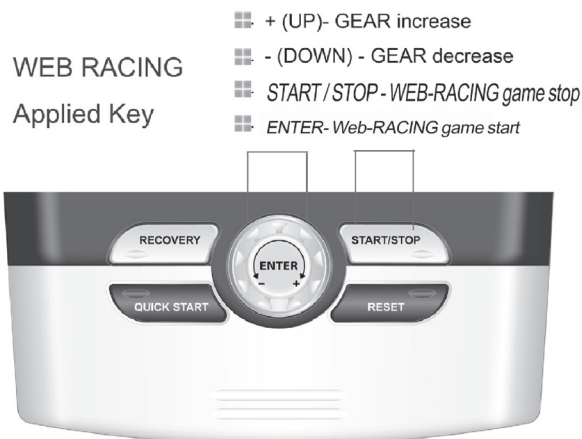 WEB RACING
Applied Key
+ (UP)- GEAR increase
- (DOWN) - GEAR decrease
START / STOP - WEB-RACING game stop
ENTER- Web-RACING game start
RECOVERY
START/STOP
ENTER
- +
QUICK START
RESET